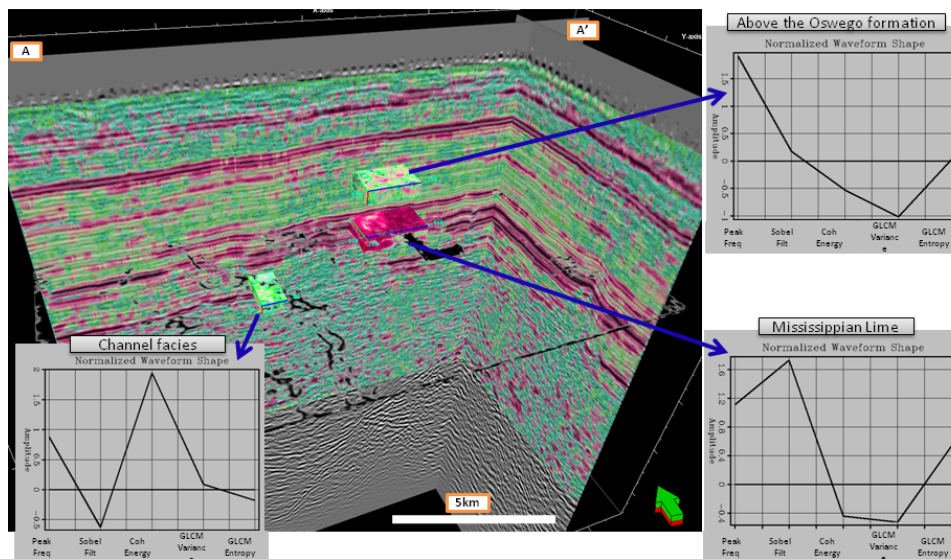 X-axis
A
A'
Y-axis
Above the Oswego formation
Normalized Waveform Shape
Amplitude
1.5
1
0.5
0
-0.5
-1
Peak Freq
Sobel Filt
Coh Energy
GLCM Varianc e
GLCM Entropy
Channel facies
Normalized Waveform Shape
Amplitude
2
1.5
1
0.5
0
-0.5
Peak Freq
Sobel Filt
Coh Energy
GLCM Varianc
GLCM Entropy
5km
Mississippian Lime
Normalized Waveform Shape
Amplitude
1.6
1.2
0.8
0.4
0
-0.4
Peak Freq
Sobel Filt
Coh Energy
GLCM Varianc
GLCM Entropy